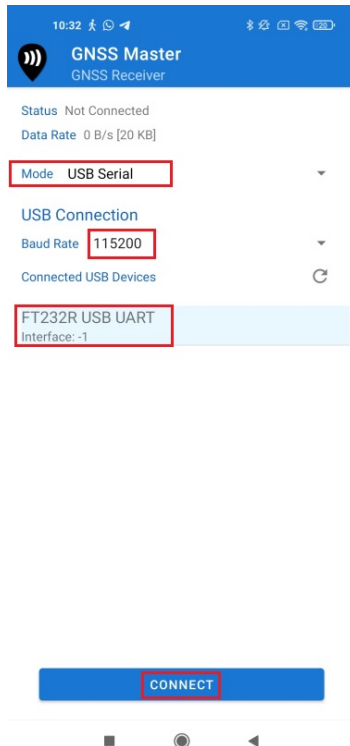 10:32
20
GNSS Master
GNSS Receiver
Status Not Connected
Data Rate 0 B/s [20 KB]
Mode USB Serial
USB Connection
Baud Rate 115200
Connected USB Devices
FT232R USB UART
Interface: -1
CONNECT